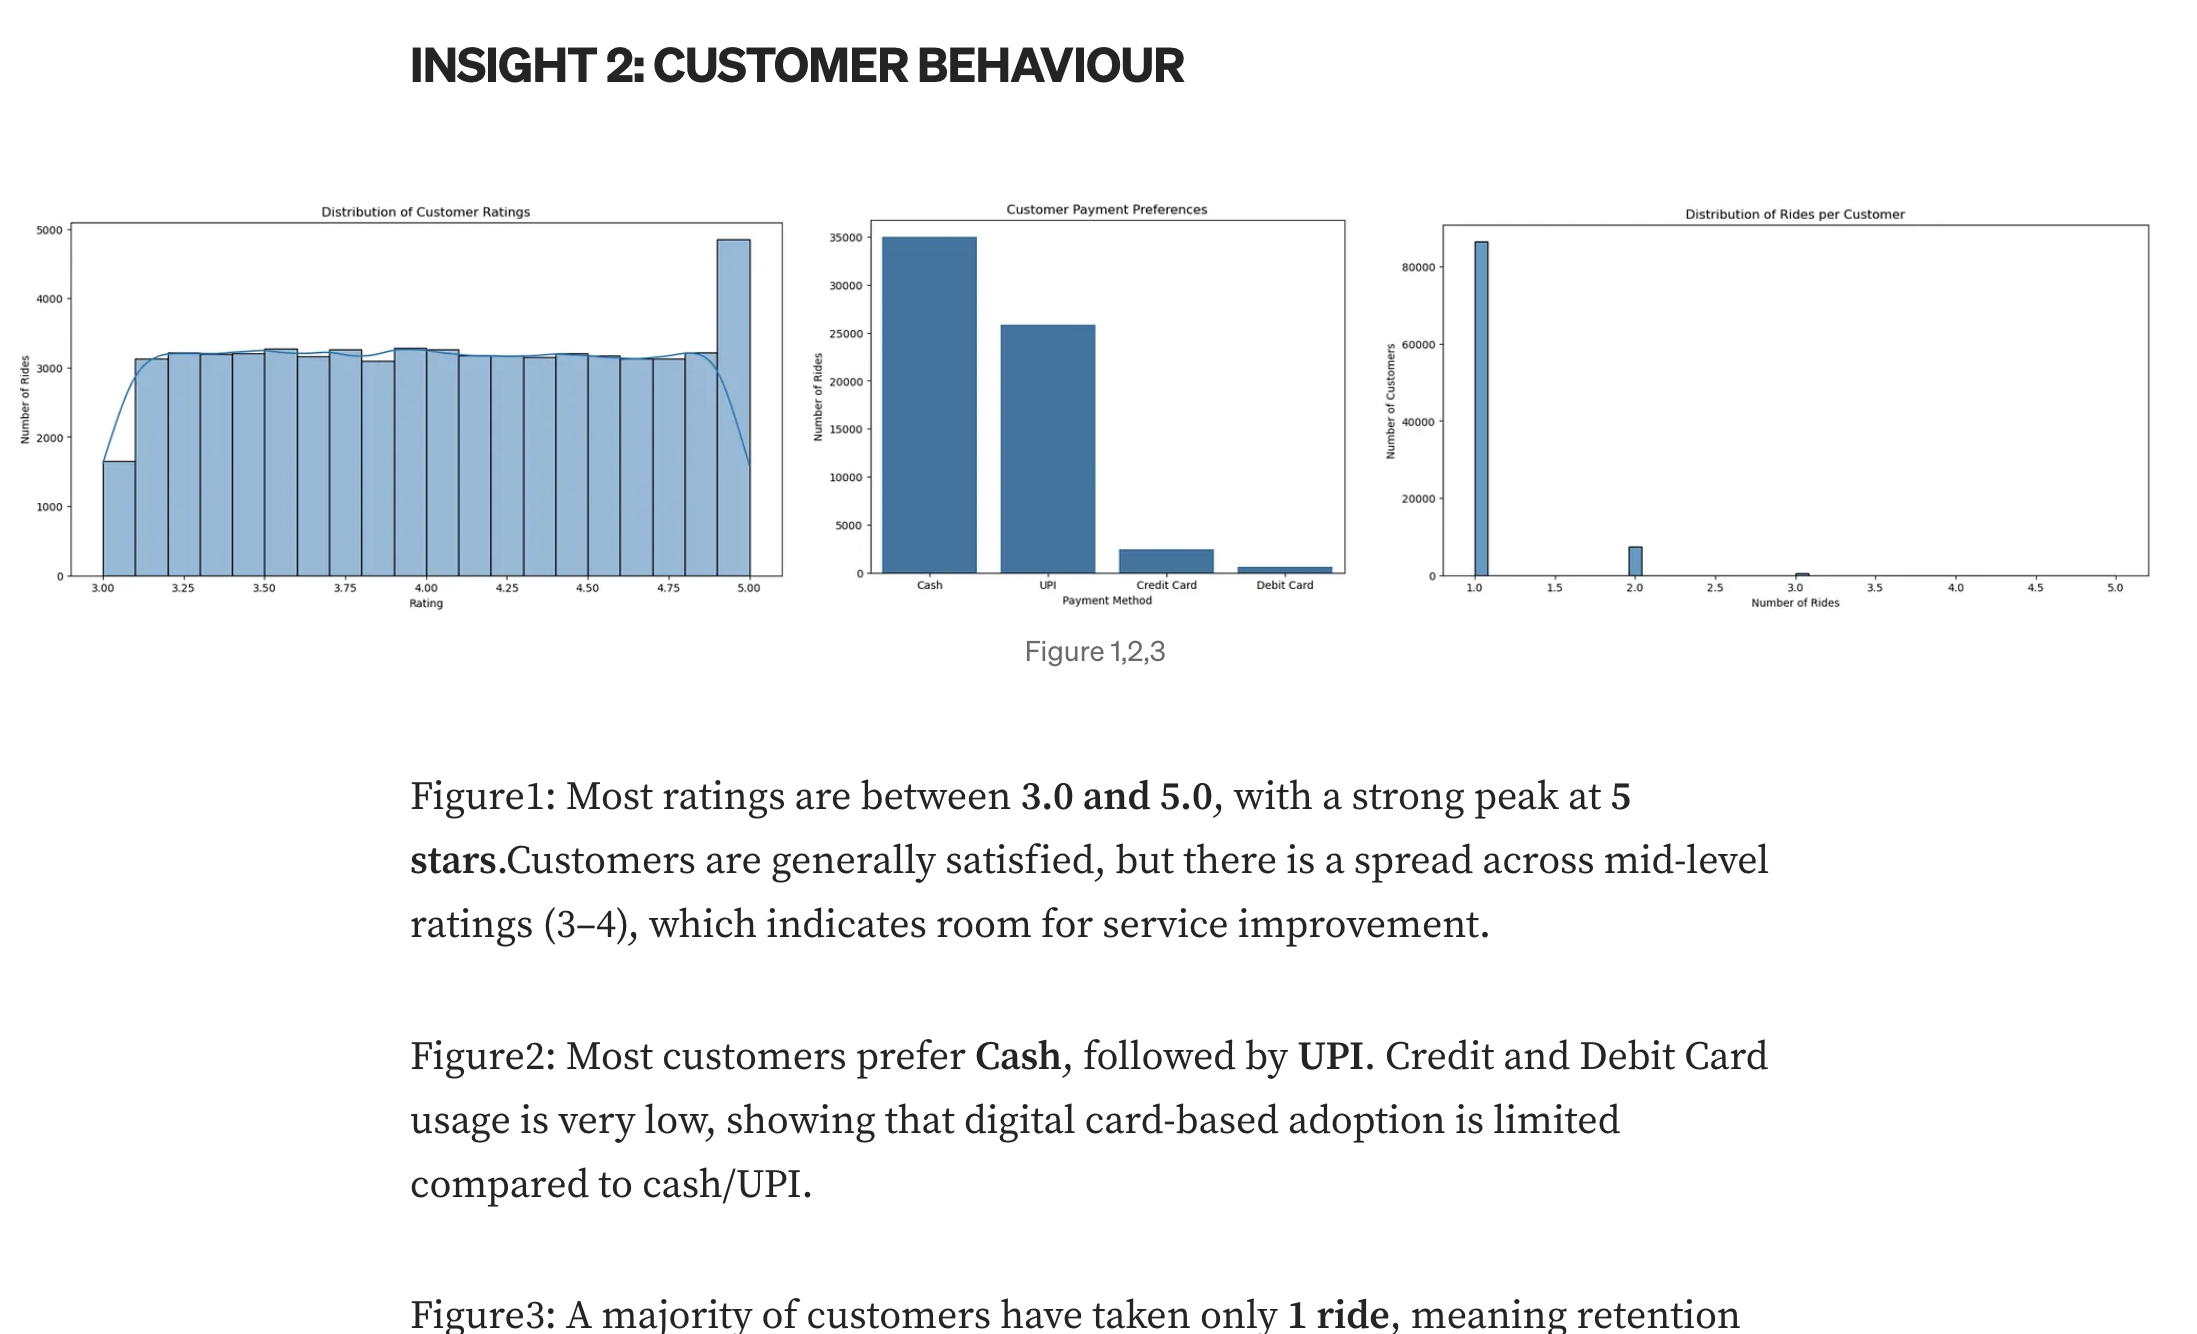 INSIGHT 2: CUSTOMER BEHAVIOUR
Distribution of Customer Ratings
5000
4000
3000
2000
1000
0
Number of Rides
3.00 3.25 3.50 3.75 4.00 4.25 4.50 4.75 5.00
Rating
Customer Payment Preferences
35000
30000
25000
20000
15000
10000
5000
0
Number of Rides
Cash UPI Credit Card Debit Card
Payment Method
Distribution of Rides per Customer
80000
60000
40000
20000
0
Number of Customers
1.0 1.5 2.0 2.5 3.0 3.5 4.0 4.5 5.0
Number of Rides
Figure 1,2,3
Figure1: Most ratings are between 3.0 and 5.0, with a strong peak at 5
stars.Customers are generally satisfied, but there is a spread across mid-level
ratings (3–4), which indicates room for service improvement.
Figure2: Most customers prefer Cash, followed by UPI. Credit and Debit Card
usage is very low, showing that digital card-based adoption is limited
compared to cash/UPI.
Figure3: A majority of customers have taken only 1 ride, meaning retention